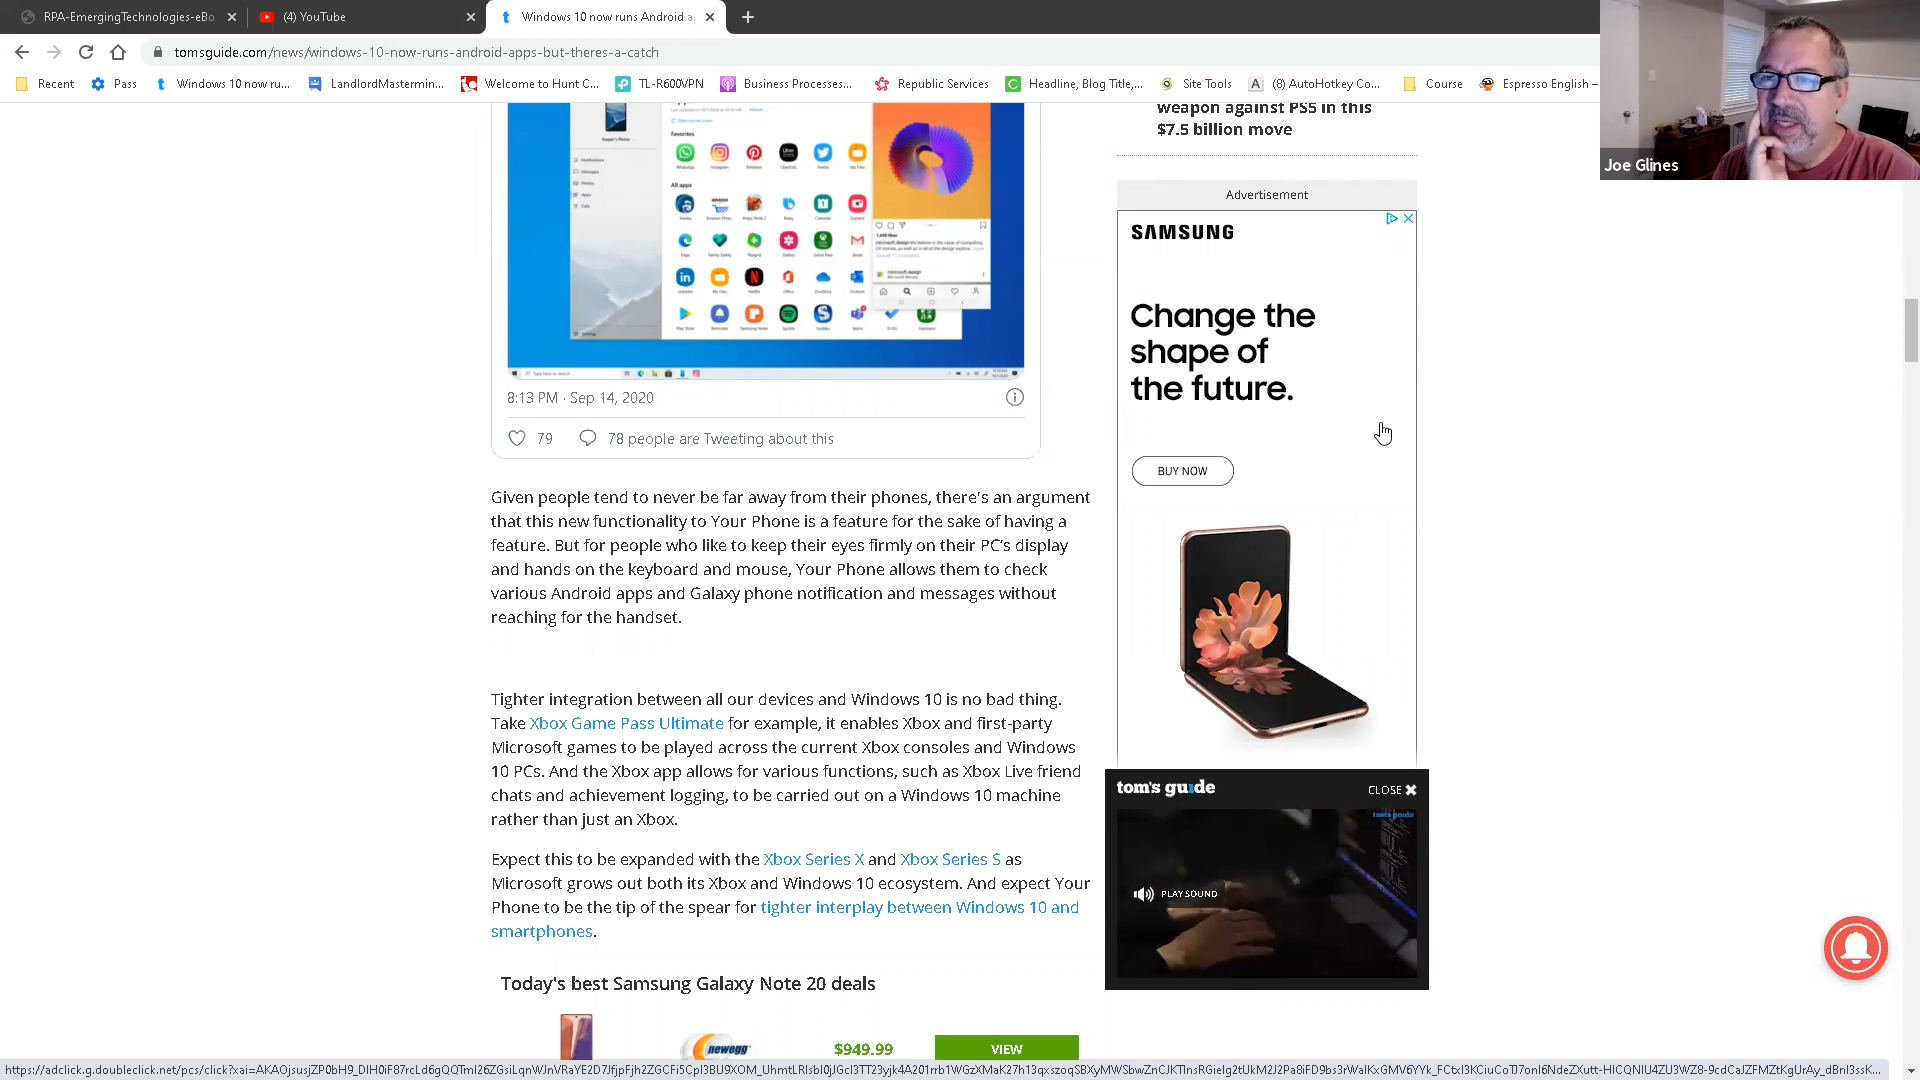 RPA-EmergingTechnologies-eBo
(4) YouTube
Windows 10 now runs Android a
tomsguide.com/news/windows-10-now-runs-android-apps-but-theres-a-catch
Recent
Pass
Windows 10 now ru...
LandlordMastermin...
Welcome to Hunt C...
TL-R600VPN
Business Processes...
Republic Services
Headline, Blog Title,...
Site Tools
(8) AutoHotkey Co...
Course
Espresso English –
Joe Glines
Favorites
All apps
8:13 PM · Sep 14, 2020
79
78 people are Tweeting about this
Given people tend to never be far away from their phones, there's an argument
that this new functionality to Your Phone is a feature for the sake of having a
feature. But for people who like to keep their eyes firmly on their PC's display
and hands on the keyboard and mouse, Your Phone allows them to check
various Android apps and Galaxy phone notification and messages without
reaching for the handset.
Tighter integration between all our devices and Windows 10 is no bad thing.
Take Xbox Game Pass Ultimate for example, it enables Xbox and first-party
Microsoft games to be played across the current Xbox consoles and Windows
10 PCs. And the Xbox app allows for various functions, such as Xbox Live friend
chats and achievement logging, to be carried out on a Windows 10 machine
rather than just an Xbox.
Expect this to be expanded with the Xbox Series X and Xbox Series S as
Microsoft grows out both its Xbox and Windows 10 ecosystem. And expect Your
Phone to be the tip of the spear for tighter interplay between Windows 10 and
smartphones.
Today's best Samsung Galaxy Note 20 deals
newegg
$949.99
VIEW
weapon against PS5 in this
$7.5 billion move
Advertisement
SAMSUNG
Change the
shape of
the future.
BUY NOW
tom's guide
CLOSE
tom's guide
PLAY SOUND